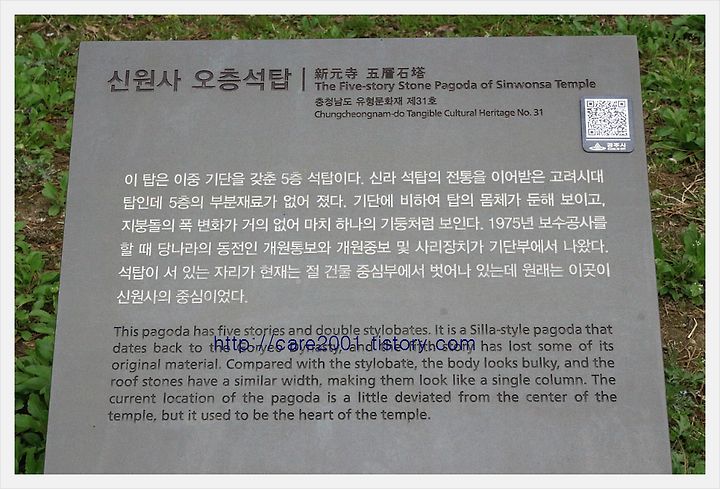 신원사 오층석탑
新元寺 五層石塔
The Five-story Stone Pagoda of Sinwonsa Temple
충청남도 유형문화재 제31호
Chungcheongnam-do Tangible Cultural Heritage No. 31
공주시
이 탑은 이중 기단을 갖춘 5층 석탑이다. 신라 석탑의 전통을 이어받은 고려시대
탑인데 5층의 부분재료가 없어 졌다. 기단에 비하여 탑의 몸체가 둔해 보이고,
지붕돌의 폭 변화가 거의 없어 마치 하나의 기둥처럼 보인다. 1975년 보수공사를
할 때 당나라의 동전인 개원통보와 개원중보 및 사리장치가 기단부에서 나왔다.
석탑이 서 있는 자리가 현재는 절 건물 중심부에서 벗어나 있는데 원래는 이곳이
신원사의 중심이었다.
This pagoda has five stories and double stylobates. It is a Silla-style pagoda that
dates back to the Goryeo Dynasty, and the fifth story has lost some of its
http://care2001.tistory.com
original material. Compared with the stylobate, the body looks bulky, and the
roof stones have a similar width, making them look like a single column. The
current location of the pagoda is a little deviated from the center of the
temple, but it used to be the heart of the temple.